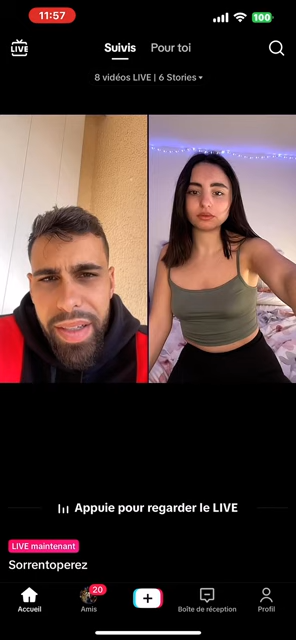 11:57
100
LIVE
Suivis Pour toi
8 vidéos LIVE | 6 Stories
Appuie pour regarder le LIVE
LIVE maintenant
Sorrentoperez
20
Accueil Amis Boîte de réception Profil